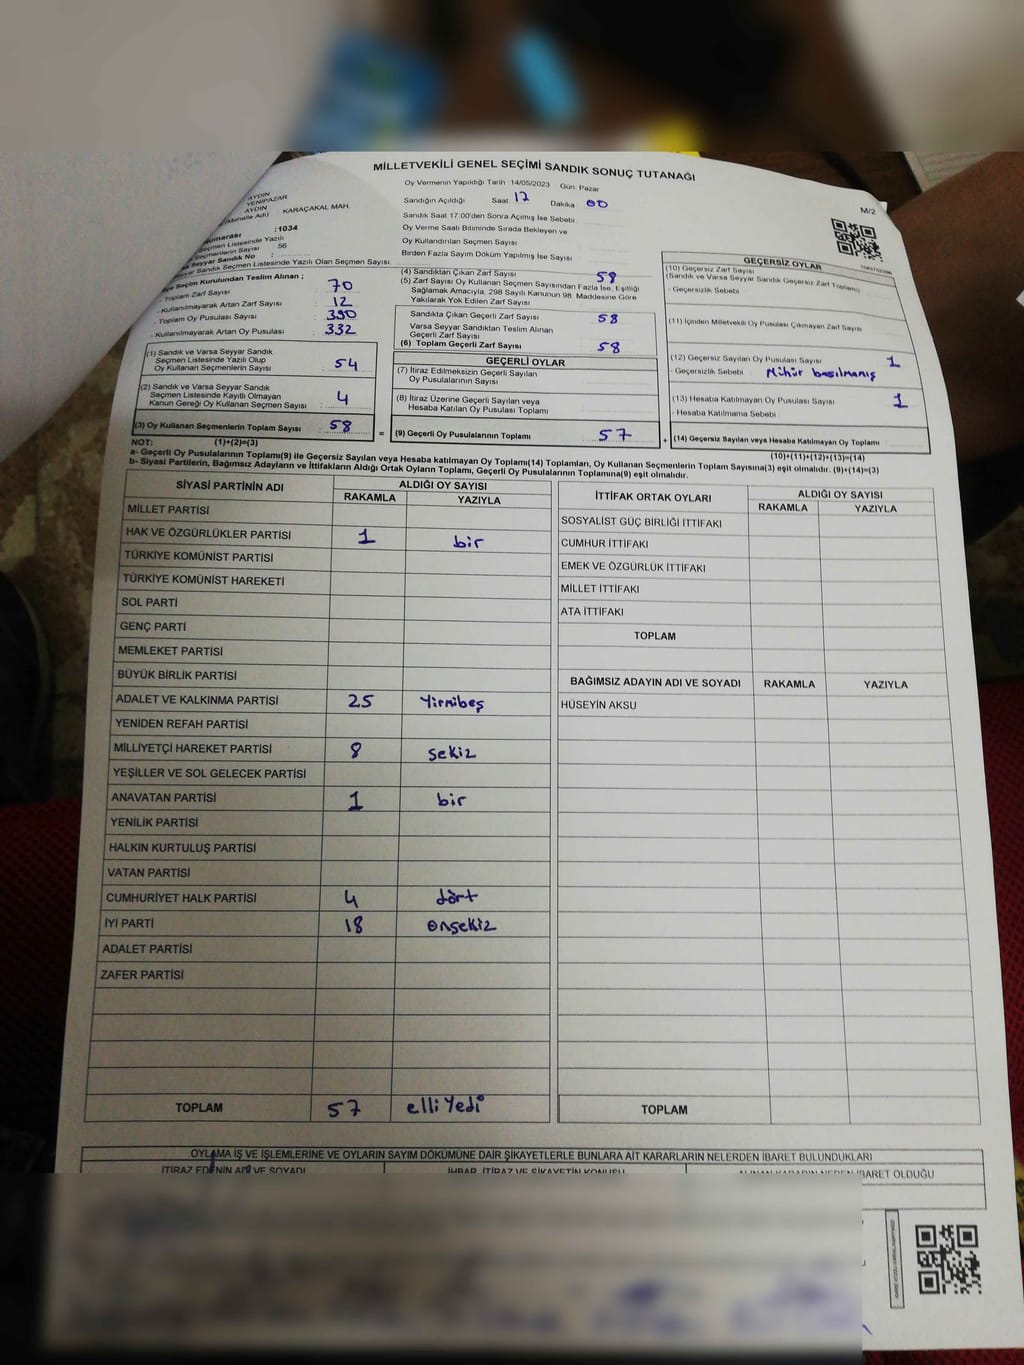 MİLLETVEKİLİ GENEL SEÇİMİ SANDIK SONUÇ TUTANAĞI
M/2
AYDIN
YENİPAZAR
AYDIN
(Mahalle Adı) KARAÇAKAL MAH.
:1034
Seçmen Listesinde Yazılı
Seçmenlerin Sayısı 56
Seyyar Sandık No :
Seyyar Sandık Seçmen Listesinde Yazılı Olan Seçmen Sayısı
Seçim Kurulundan Teslim Alınan ;
- Toplam Zarf Sayısı 70
- Kullanılmayarak Artan Zarf Sayısı 12
- Toplam Oy Pusulası Sayısı 390
- Kullanılmayarak Artan Oy Pusulası 332
(1) Sandık ve Varsa Seyyar Sandık
Seçmen Listesinde Yazılı Olup
Oy Kullanan Seçmenlerin Sayısı : 54
(2) Sandık ve Varsa Seyyar Sandık
Seçmen Listesinde Kayıtlı Olmayan
Kanun Gereği Oy Kullanan Seçmen Sayısı : 4
(3) Oy Kullanan Seçmenlerin Toplam Sayısı : 58
Oy Vermenin Yapıldığı Tarih 14/05/2023 Gün Pazar
Sandığın Açıldığı Saat 17 Dakika 00
Sandık Saat 17.00'den Sonra Açımış İse Sebebi
Oy Verme Saati Bitiminde Sırada Bekleyen ve
Oy Kullandırılan Seçmen Sayısı
Birden Fazla Sayım Döküm Yapılmış İse Sayısı
(4) Sandıktan Çıkan Zarf Sayısı 58
(5) Zarf Sayısı Oy Kullanan Seçmen Sayısından Fazla İse, Eşitliği
Sağlamak Amacıyla, 298 Sayılı Kanunun 98. Maddesine Göre
Yakılarak Yok Edilen Zarf Sayısı
Sandıkta Çıkan Geçerli Zarf Sayısı 58
Varsa Seyyar Sandıktan Teslim Alınan
Geçerli Zarf Sayısı
(6) Toplam Geçerli Zarf Sayısı 58
GEÇERLİ OYLAR
(7) İtiraz Edilmeksizin Geçerli Sayılan
Oy Pusulalarının Sayısı
(8) İtiraz Üzerine Geçerli Sayılan veya
Hesaba Katılan Oy Pusulası Toplamı
= (9) Geçerli Oy Pusulalarının Toplamı 57
GEÇERSİZ OYLAR
(10) Geçersiz Zarf Sayısı
(Sandık ve Varsa Seyyar Sandık Geçersiz Zarf Toplamı)
- Geçersizlik Sebebi
(11) İçinden Milletvekili Oy Pusulası Çıkmayan Zarf Sayısı
(12) Geçersiz Sayılan Oy Pusulası Sayısı 1
- Geçersizlik Sebebi Mühür basılmamış
(13) Hesaba Katılmayan Oy Pusulası Sayısı 1
- Hesaba Katılmama Sebebi
+ (14) Geçersiz Sayılan veya Hesaba Katılmayan Oy Toplamı
NOT: (1)+(2)=(3) (10)+(11)+(12)+(13)=(14)
a- Geçerli Oy Pusulalarının Toplamı(9) ile Geçersiz Sayılan veya Hesaba katılmayan Oy Toplamı(14) Toplamları, Oy Kullanan Seçmenlerin Toplam Sayısına(3) eşit olmalıdır. (9)+(14)=(3)
b- Siyasi Partilerin, Bağımsız Adayların ve İttifakların Aldığı Ortak Oyların Toplamı, Geçerli Oy Pusulalarının Toplamına(9) eşit olmalıdır.
SİYASİ PARTİNİN ADI ALDIĞI OY SAYISI
RAKAMLA YAZIYLA
MİLLET PARTİSİ
HAK VE ÖZGÜRLÜKLER PARTİSİ 1 bir
TÜRKİYE KOMÜNİST PARTİSİ
TÜRKİYE KOMÜNİST HAREKETİ
SOL PARTİ
GENÇ PARTİ
MEMLEKET PARTİSİ
BÜYÜK BİRLİK PARTİSİ
ADALET VE KALKINMA PARTİSİ 25 Yirmibeş
YENİDEN REFAH PARTİSİ
MİLLİYETÇİ HAREKET PARTİSİ 8 sekiz
YEŞİLLER VE SOL GELECEK PARTİSİ
ANAVATAN PARTİSİ 1 bir
YENİLİK PARTİSİ
HALKIN KURTULUŞ PARTİSİ
VATAN PARTİSİ
CUMHURİYET HALK PARTİSİ 4 dört
İYİ PARTİ 18 onsekiz
ADALET PARTİSİ
ZAFER PARTİSİ
TOPLAM 57 elliYedi
İTTİFAK ORTAK OYLARI ALDIĞI OY SAYISI
RAKAMLA YAZIYLA
SOSYALİST GÜÇ BİRLİĞİ İTTİFAKI
CUMHUR İTTİFAKI
EMEK VE ÖZGÜRLÜK İTTİFAKI
MİLLET İTTİFAKI
ATA İTTİFAKI
TOPLAM
BAĞIMSIZ ADAYIN ADI VE SOYADI RAKAMLA YAZIYLA
HÜSEYİN AKSU
TOPLAM
OYLAMA İŞ VE İŞLEMLERİNE VE OYLARIN SAYIM DÖKÜMÜNE DAİR ŞİKAYETLERLE BUNLARA AİT KARARLARIN NELERDEN İBARET BULUNDUKLARI
İTİRAZ EDENİN ADI VE SOYADI İHBAR, İTİRAZ VE ŞİKAYETİN KONUSU ALINAN KARARIN NEDEN İBARET OLDUĞU